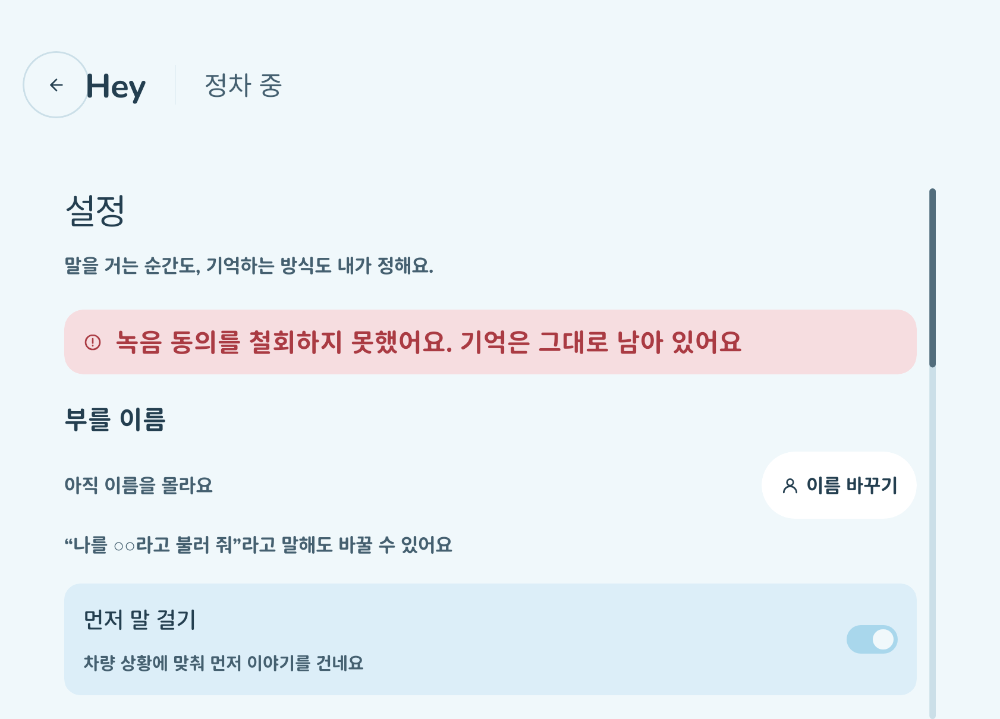 Hey
정차 중
설정
말을 거는 순간도, 기억하는 방식도 내가 정해요.
녹음 동의를 철회하지 못했어요. 기억은 그대로 남아 있어요
부를 이름
아직 이름을 몰라요
이름 바꾸기
“나를 ○○라고 불러 줘”라고 말해도 바꿀 수 있어요
먼저 말 걸기
차량 상황에 맞춰 먼저 이야기를 건네요